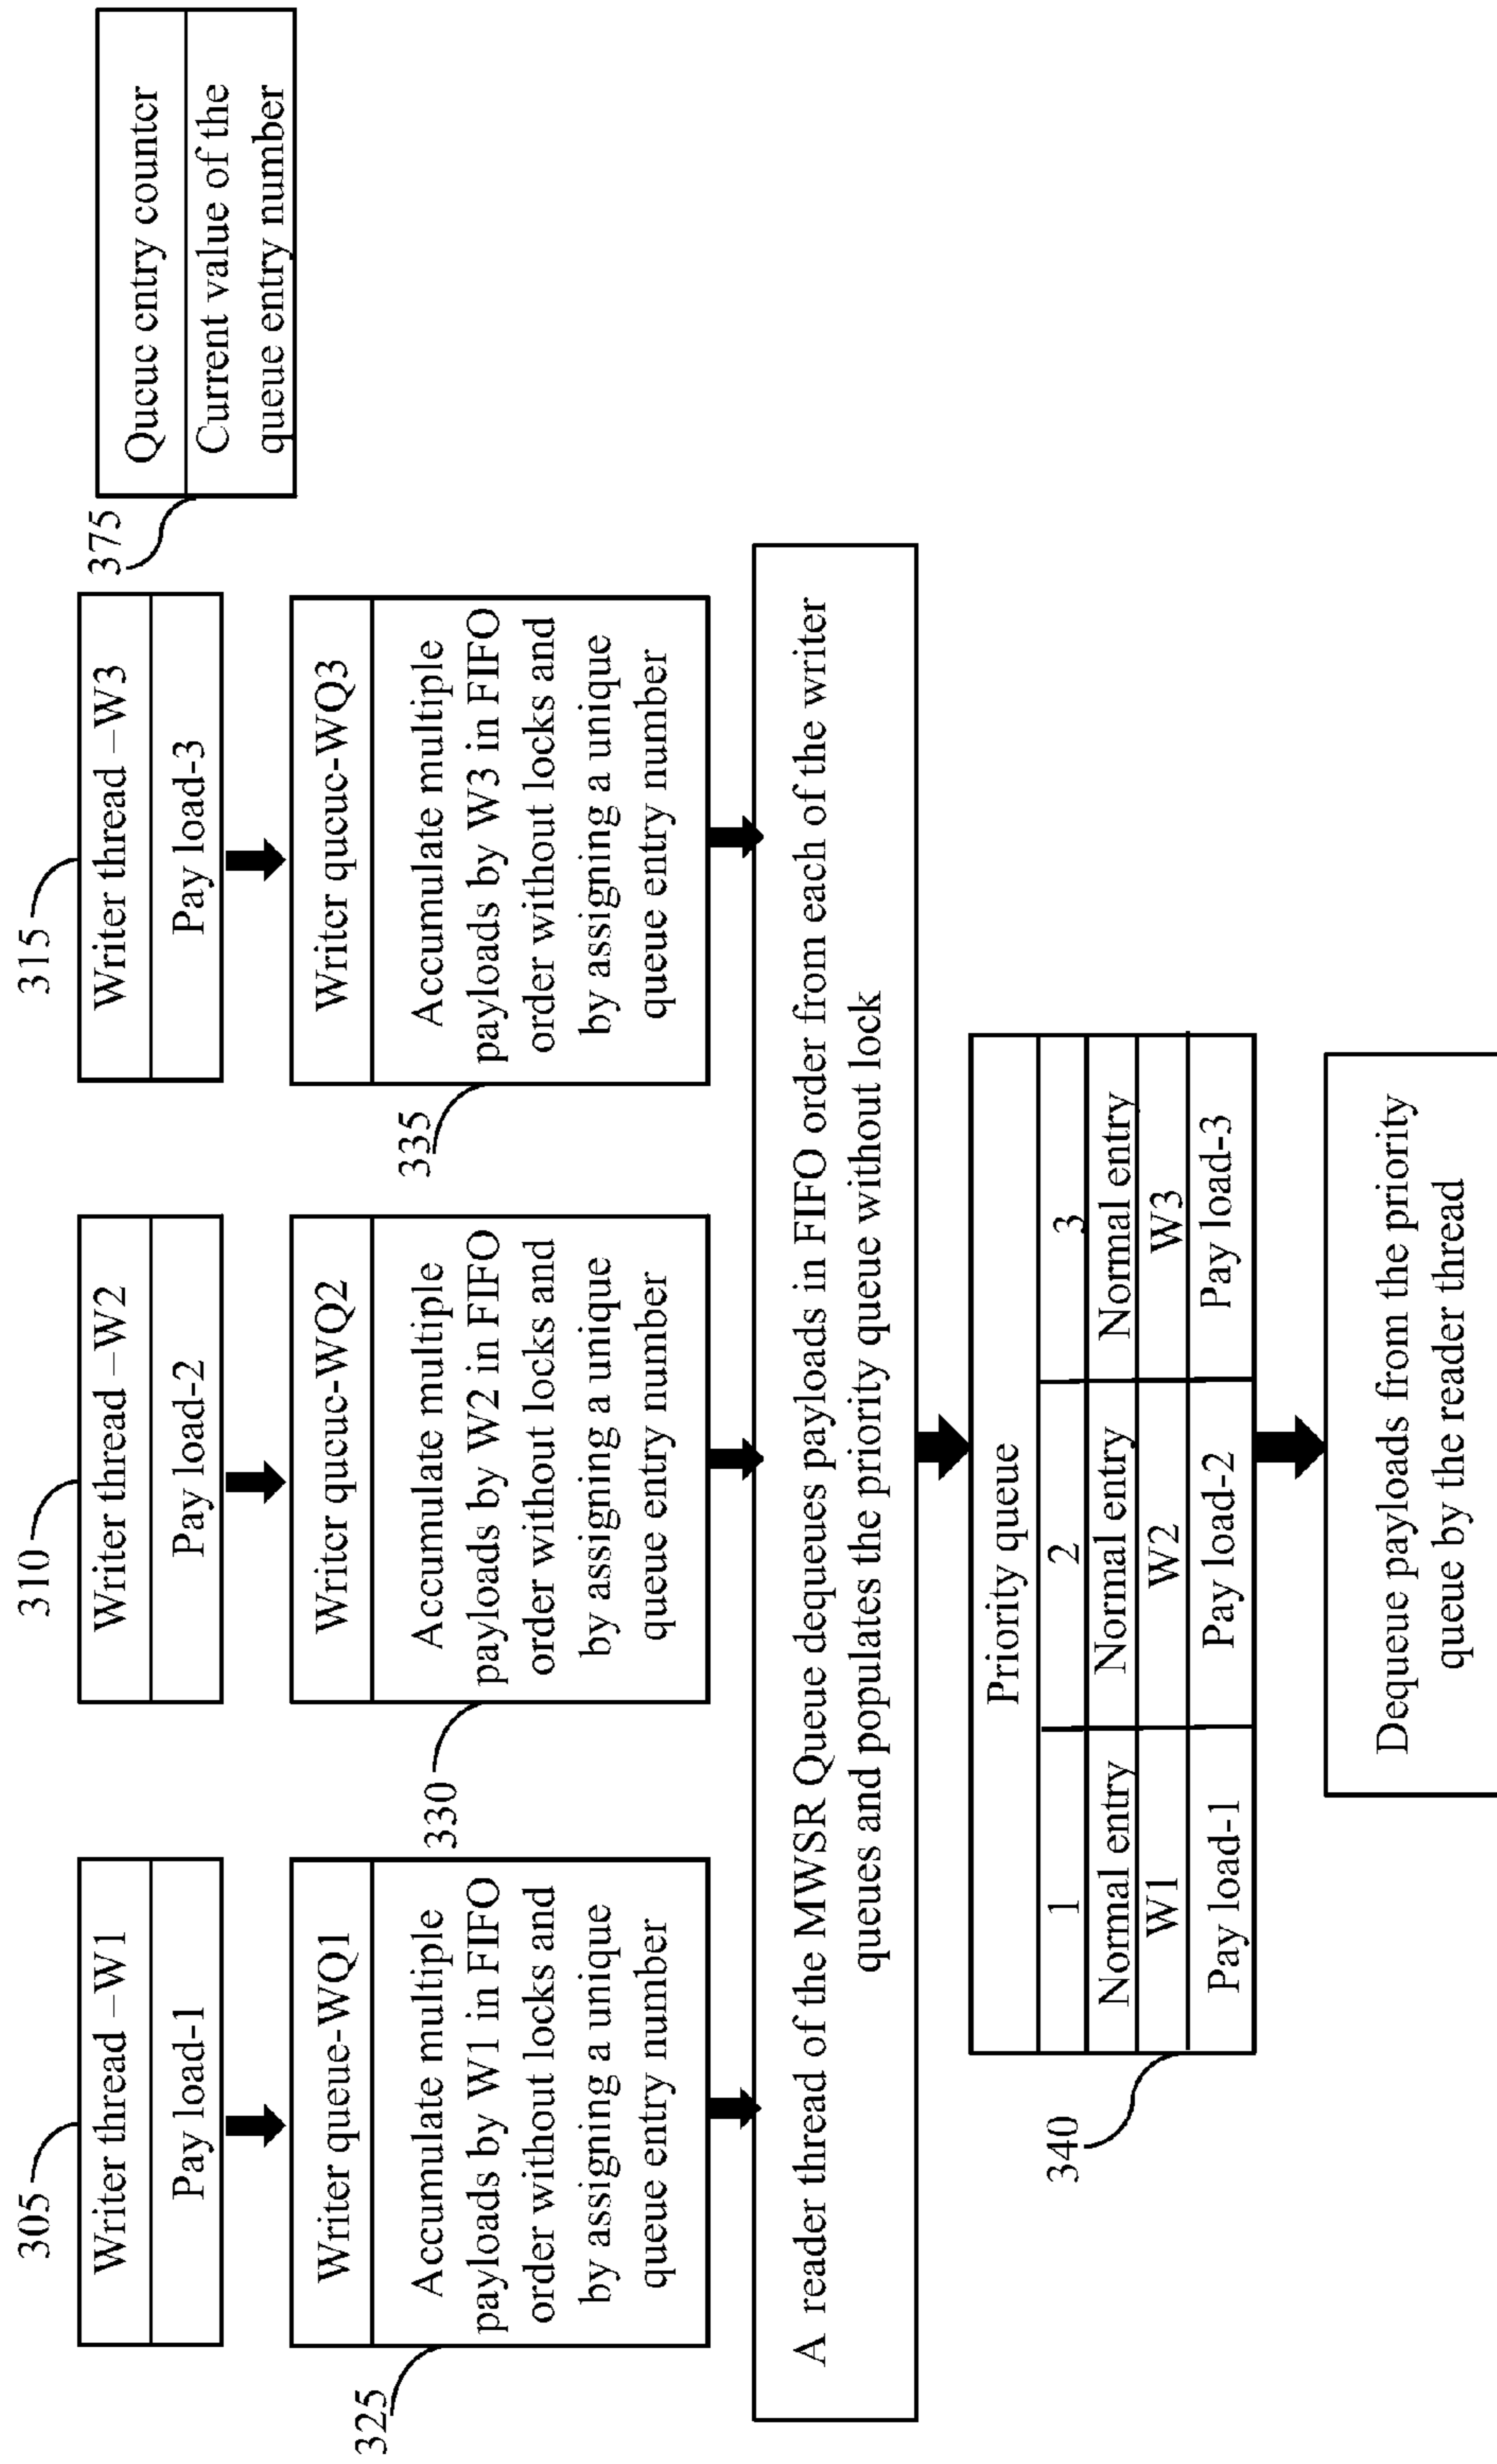 305
Writer thread –W1
Pay load-1
310
Writer thread –W2
Pay load-2
315
Writer thread –W3
Pay load-3
375
Queue entry counter
Current value of the
queue entry number
325
Writer queue-WQ1
Accumulate multiple
payloads by W1 in FIFO
order without locks and
by assigning a unique
queue entry number
330
Writer queue-WQ2
Accumulate multiple
payloads by W2 in FIFO
order without locks and
by assigning a unique
queue entry number
335
Writer queue-WQ3
Accumulate multiple
payloads by W3 in FIFO
order without locks and
by assigning a unique
queue entry number
A reader thread of the MWSR Queue dequeues payloads in FIFO order from each of the writer
queues and populates the priority queue without lock
340
Priority queue
1 2 3
Normal entry Normal entry Normal entry
W1 W2 W3
Pay load-1 Pay load-2 Pay load-3
Dequeue payloads from the priority
queue by the reader thread